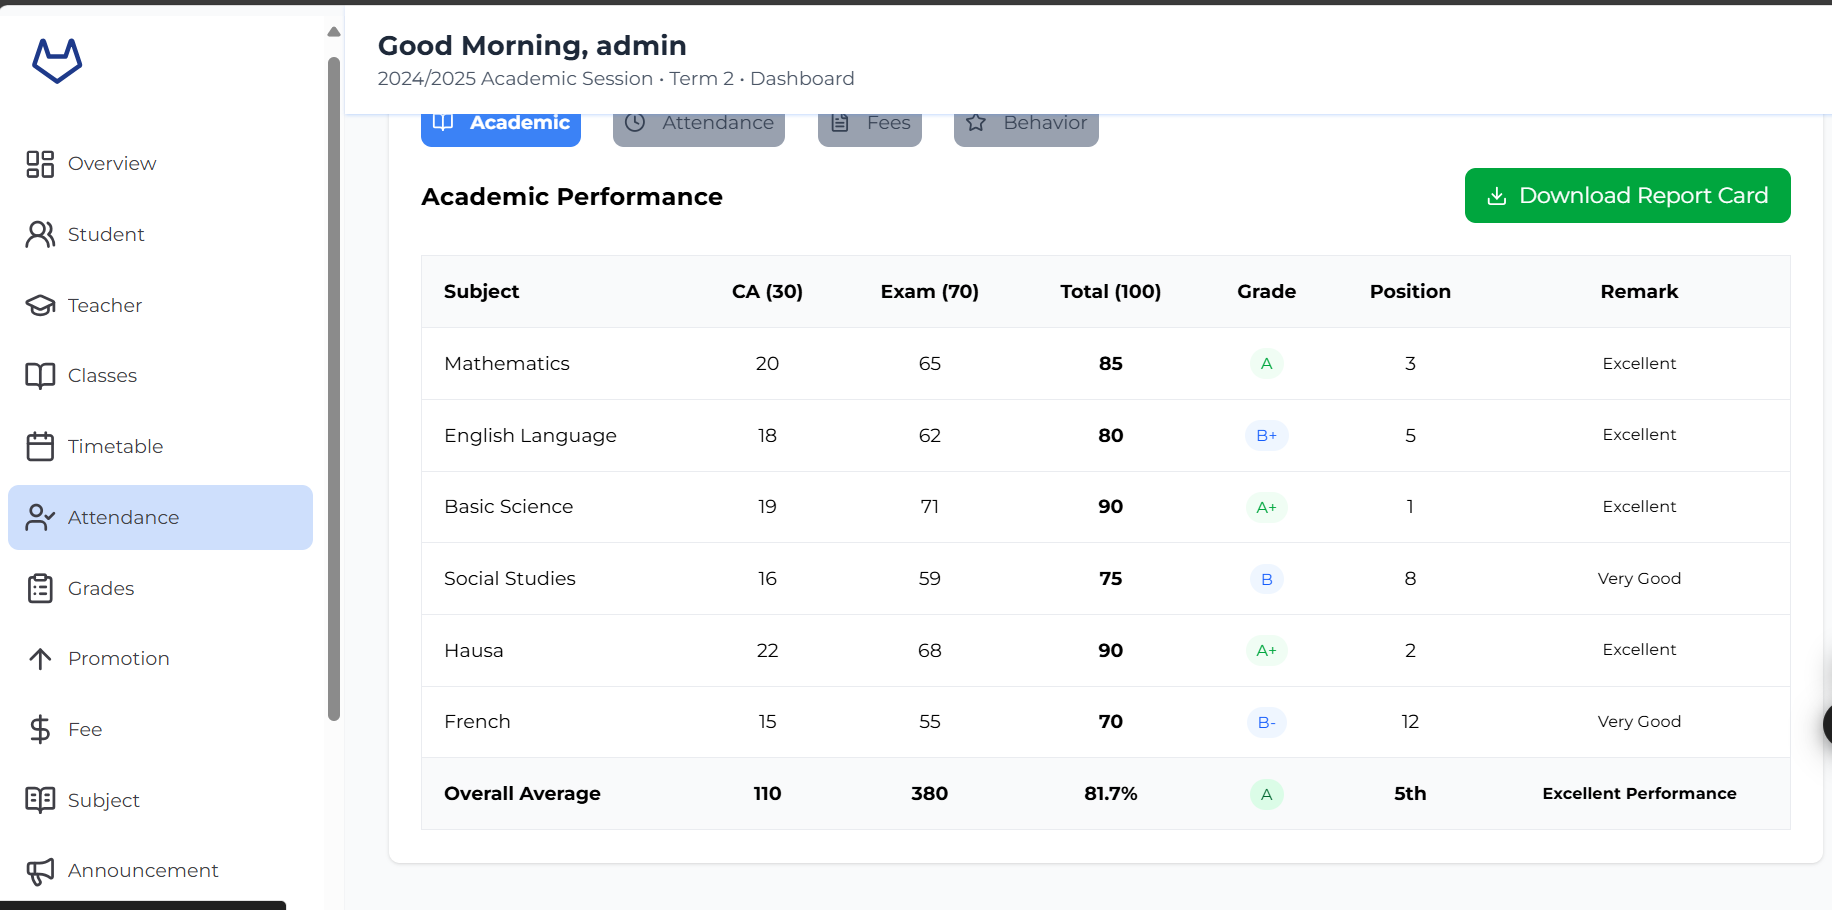 Good Morning, admin
2024/2025 Academic Session • Term 2 • Dashboard
Overview
Student
Teacher
Classes
Timetable
Attendance
Grades
Promotion
Fee
Subject
Announcement
Academic Attendance Fees Behavior
Academic Performance
Download Report Card
Subject CA (30) Exam (70) Total (100) Grade Position Remark
Mathematics 20 65 85 A 3 Excellent
English Language 18 62 80 B+ 5 Excellent
Basic Science 19 71 90 A+ 1 Excellent
Social Studies 16 59 75 B 8 Very Good
Hausa 22 68 90 A+ 2 Excellent
French 15 55 70 B- 12 Very Good
Overall Average 110 380 81.7% A 5th Excellent Performance